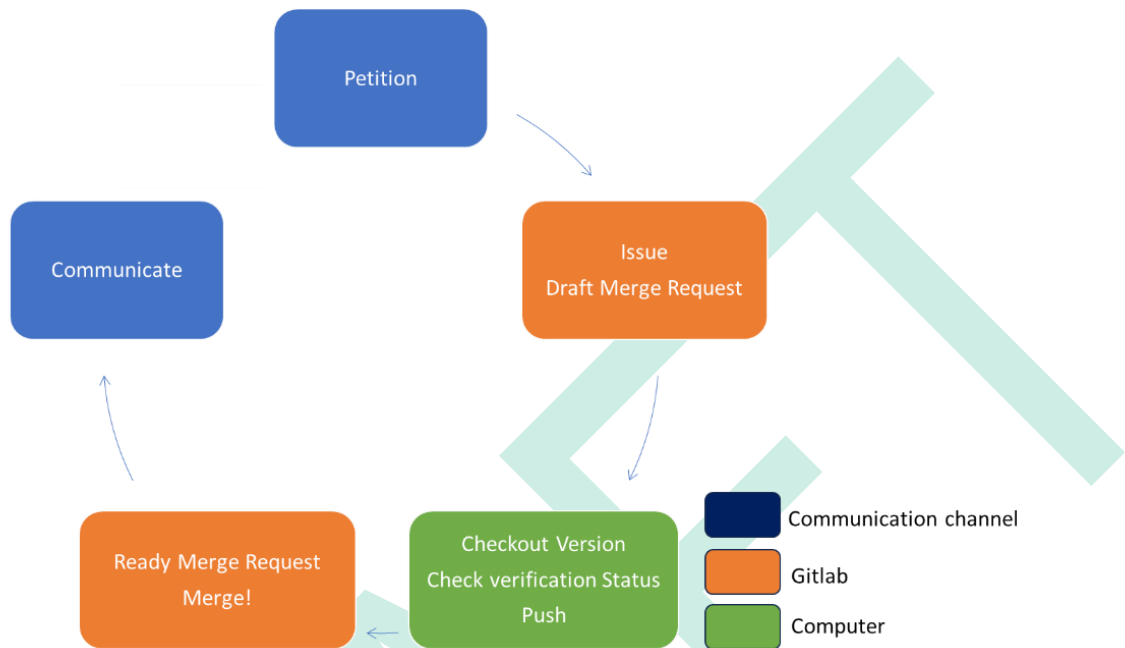 Petition
Issue
Draft Merge Request
Communicate
Checkout Version
Check verification Status
Push
Ready Merge Request
Merge!
Communication channel
Gitlab
Computer